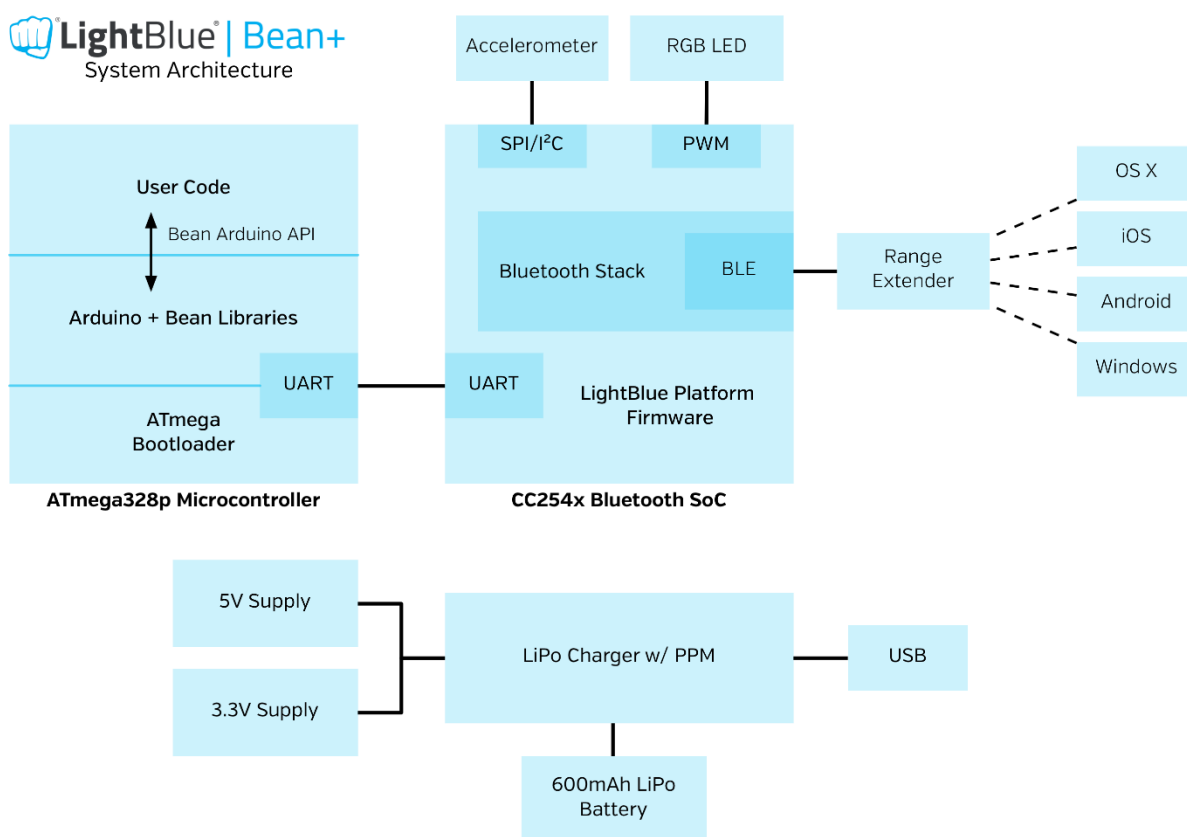 LightBlue® | Bean+
System Architecture
Accelerometer
RGB LED
SPI/I²C
PWM
User Code
Bean Arduino API
Arduino + Bean Libraries
UART
ATmega
Bootloader
ATmega328p Microcontroller
Bluetooth Stack
BLE
UART
LightBlue Platform
Firmware
CC254x Bluetooth SoC
Range
Extender
OS X
iOS
Android
Windows
5V Supply
3.3V Supply
LiPo Charger w/ PPM
USB
600mAh LiPo
Battery